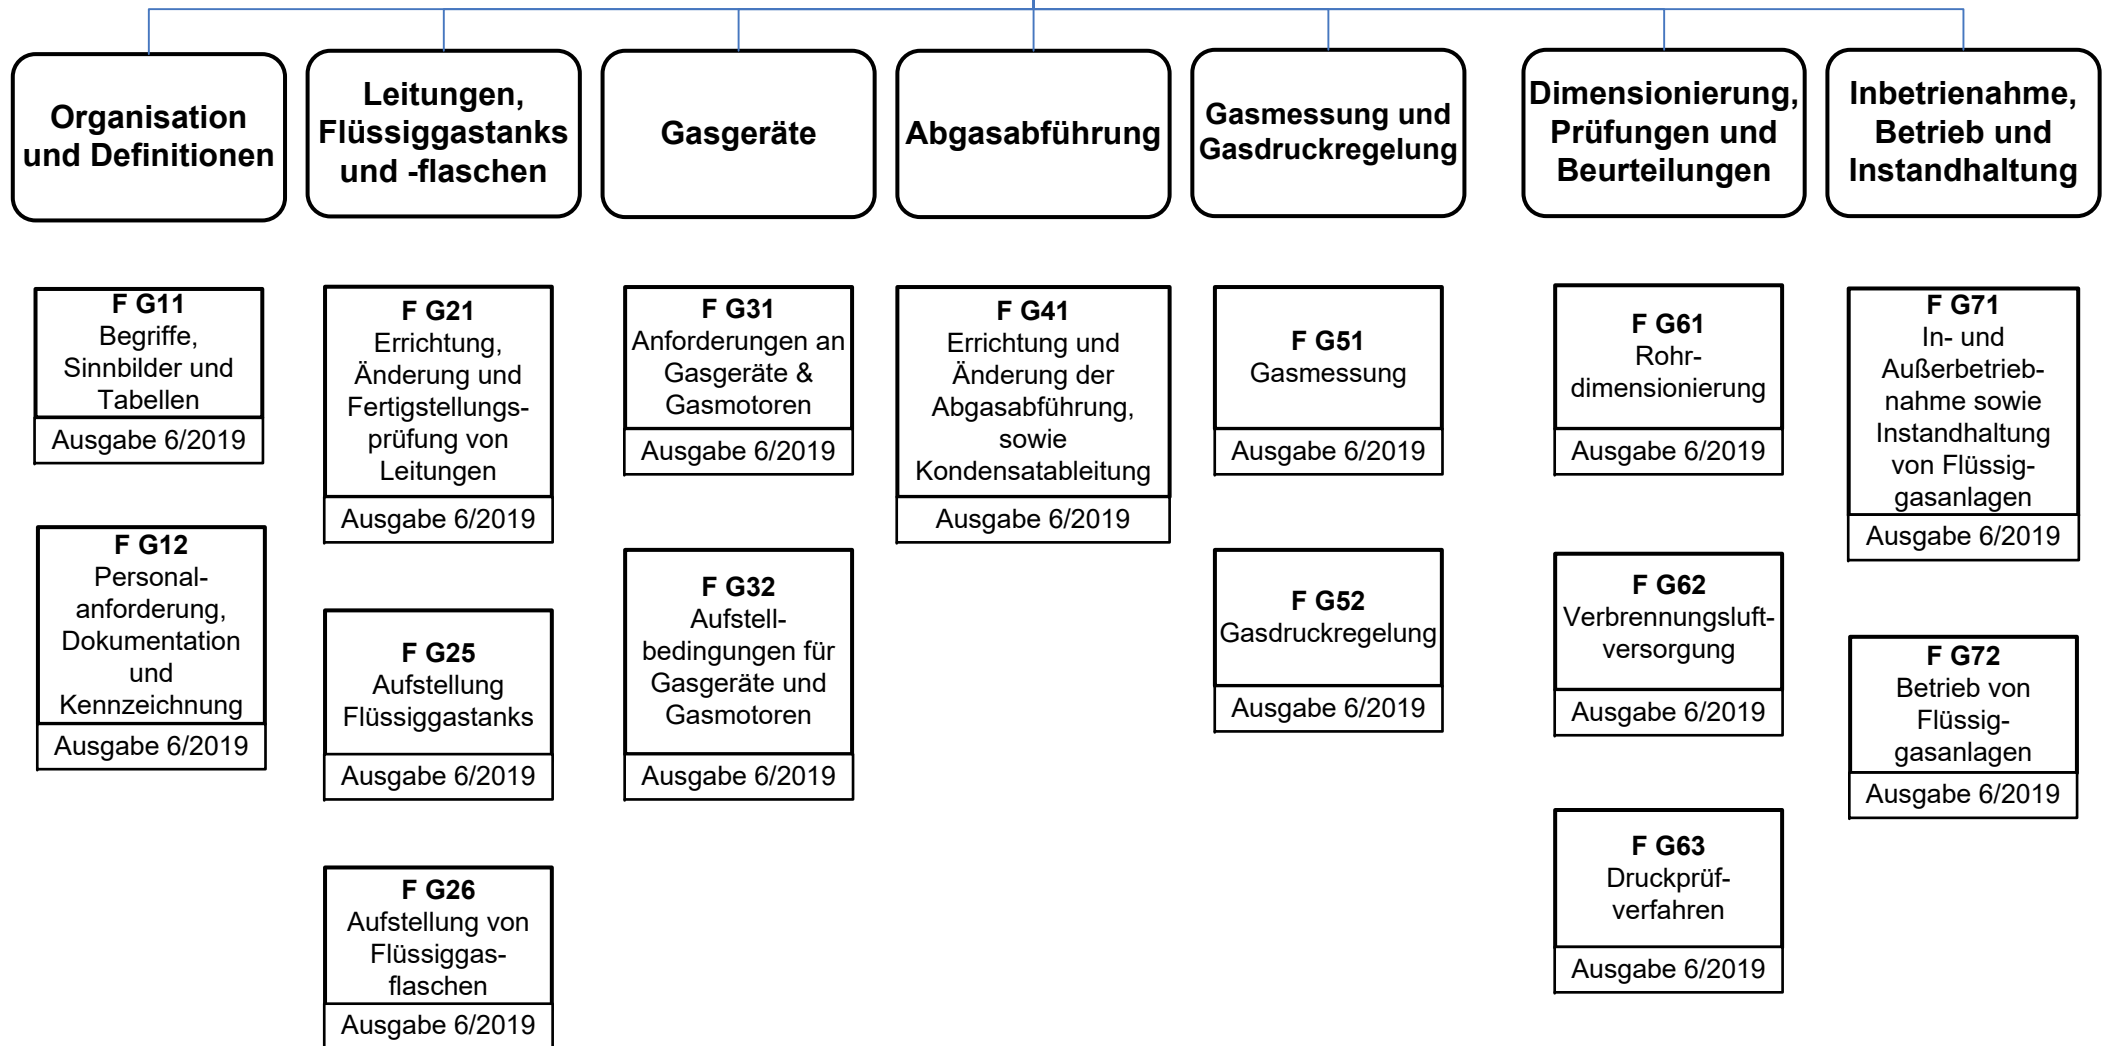 Organisation
und Definitionen
Leitungen,
Flüssiggastanks
und -flaschen
Gasgeräte
Abgasabführung
Gasmessung und
Gasdruckregelung
Dimensionierung,
Prüfungen und
Beurteilungen
Inbetrienahme,
Betrieb und
Instandhaltung
F G11
Begriffe,
Sinnbilder und
Tabellen
Ausgabe 6/2019
F G12
Personal-
anforderung,
Dokumentation
und
Kennzeichnung
Ausgabe 6/2019
F G21
Errichtung,
Änderung und
Fertigstellungs-
prüfung von
Leitungen
Ausgabe 6/2019
F G25
Aufstellung
Flüssiggastanks
Ausgabe 6/2019
F G26
Aufstellung von
Flüssiggas-
flaschen
Ausgabe 6/2019
F G31
Anforderungen an
Gasgeräte &
Gasmotoren
Ausgabe 6/2019
F G32
Aufstell-
bedingungen für
Gasgeräte und
Gasmotoren
Ausgabe 6/2019
F G41
Errichtung und
Änderung der
Abgasabführung,
sowie
Kondensatableitung
Ausgabe 6/2019
F G51
Gasmessung
Ausgabe 6/2019
F G52
Gasdruckregelung
Ausgabe 6/2019
F G61
Rohr-
dimensionierung
Ausgabe 6/2019
F G62
Verbrennungsluft-
versorgung
Ausgabe 6/2019
F G63
Druckprüf-
verfahren
Ausgabe 6/2019
F G71
In- und
Außerbetrieb-
nahme sowie
Instandhaltung
von Flüssig-
gasanlagen
Ausgabe 6/2019
F G72
Betrieb von
Flüssig-
gasanlagen
Ausgabe 6/2019